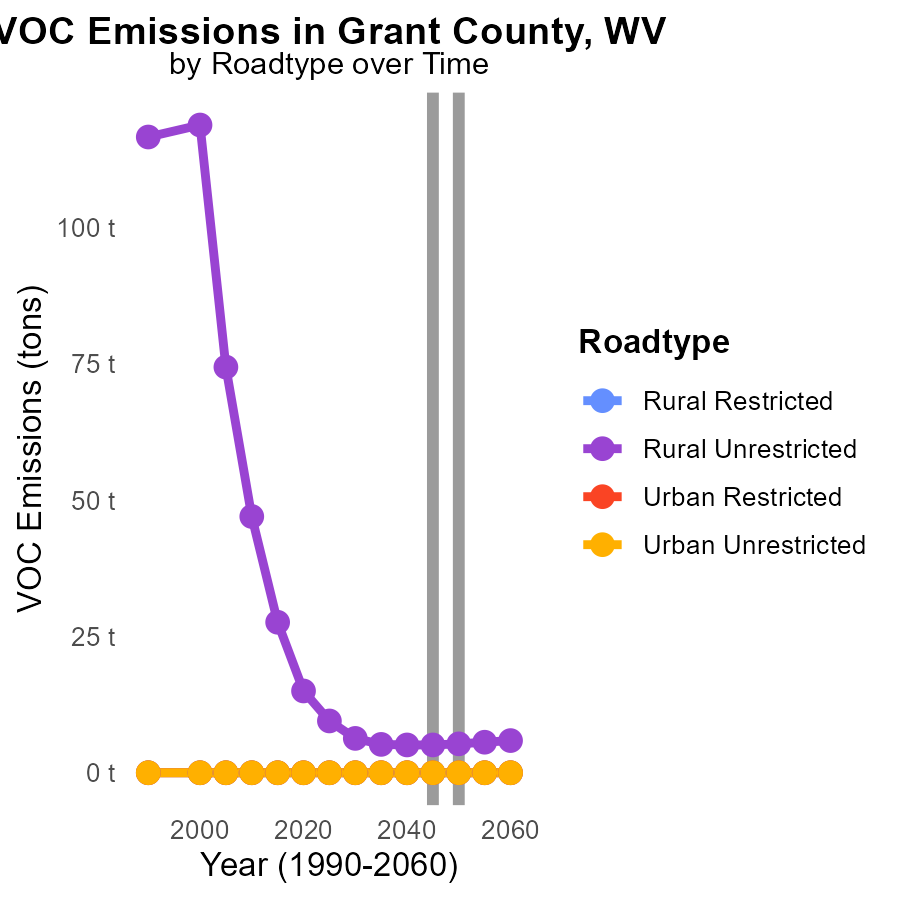 VOC Emissions in Grant County, WV
by Roadtype over Time
VOC Emissions (tons)
100 t
75 t
50 t
25 t
0 t
2000 2020 2040 2060
Year (1990-2060)
Roadtype
Rural Restricted
Rural Unrestricted
Urban Restricted
Urban Unrestricted